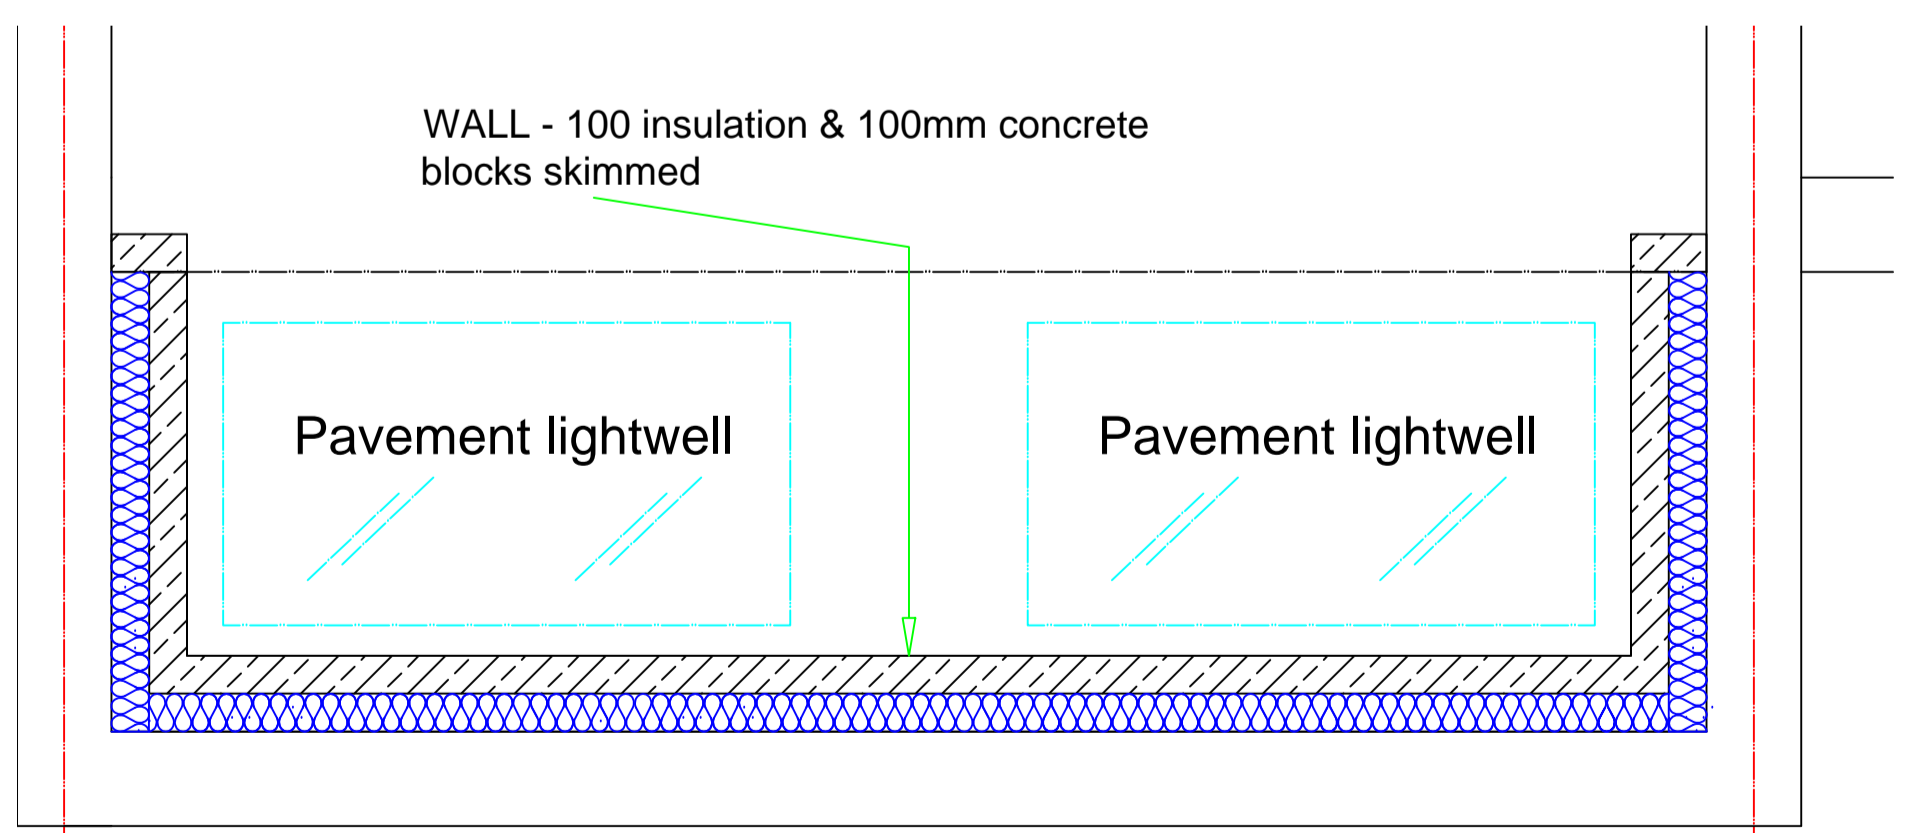 WALL - 100 insulation & 100mm concrete
blocks skimmed
Pavement lightwell
Pavement lightwell